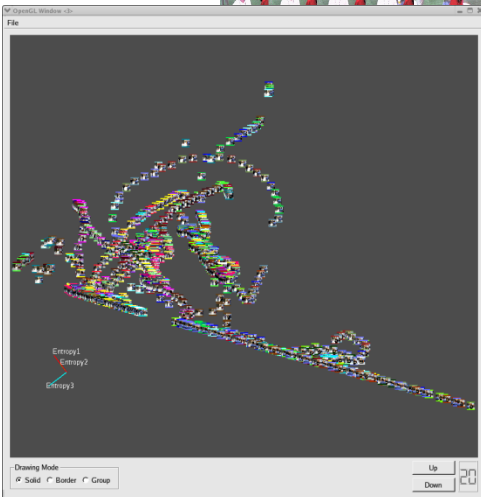 OpenGL Window <3>
File
Entropy1
Entropy2
Entropy3
Drawing Mode
Solid Border Group
Up
Down
20